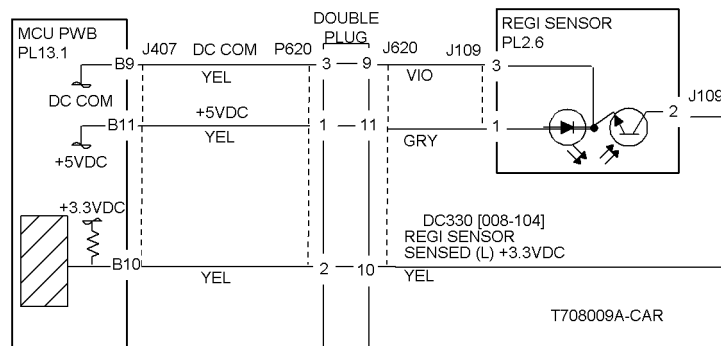 DOUBLE
PLUG
MCU PWB
PL13.1
REGI SENSOR
PL2.6
B9 J407 DC COM P620 3 9 J620 J109 3
YEL VIO
DC COM
J109
+5VDC
B11 YEL 1 11 GRY 1 2
+5VDC
+3.3VDC
DC330 [008-104]
REGI SENSOR
SENSED (L) +3.3VDC
B10 YEL 2 10 YEL
T708009A-CAR